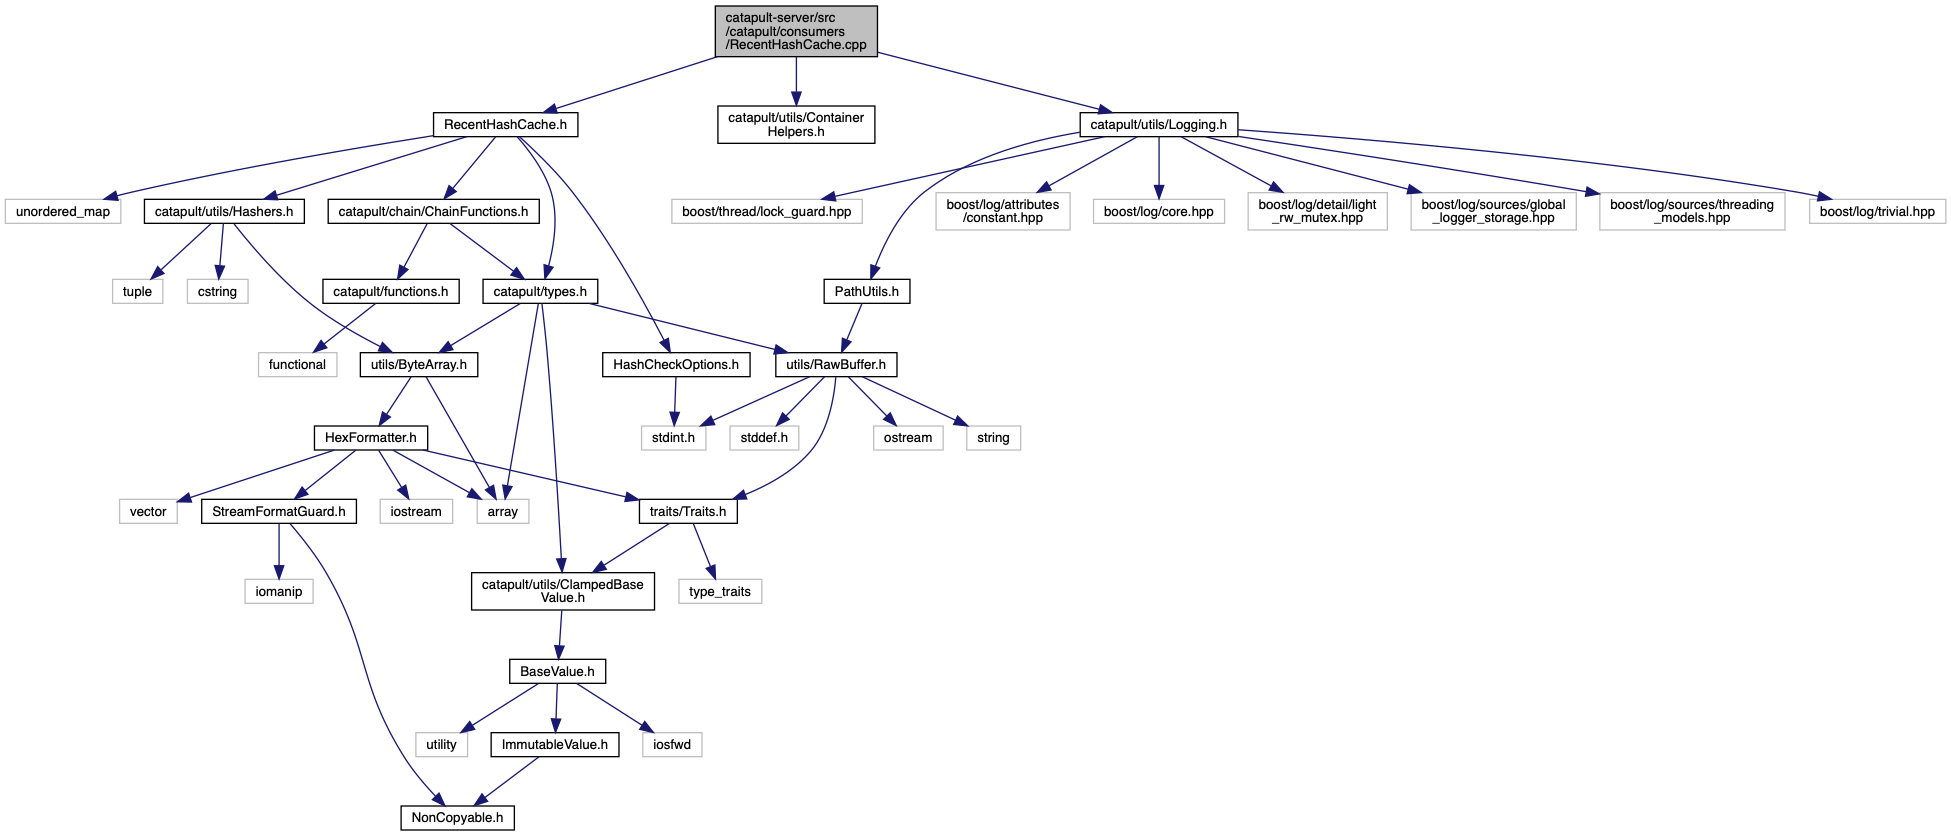 catapult-server/src
/catapult/consumers
/RecentHashCache.cpp
RecentHashCache.h
catapult/utils/Container
Helpers.h
catapult/utils/Logging.h
unordered_map
catapult/utils/Hashers.h
catapult/chain/ChainFunctions.h
boost/thread/lock_guard.hpp
boost/log/attributes
/constant.hpp
boost/log/core.hpp
boost/log/detail/light
_rw_mutex.hpp
boost/log/sources/global
_logger_storage.hpp
boost/log/sources/threading
_models.hpp
boost/log/trivial.hpp
tuple
cstring
catapult/functions.h
catapult/types.h
PathUtils.h
functional
utils/ByteArray.h
HashCheckOptions.h
utils/RawBuffer.h
HexFormatter.h
stdint.h
stddef.h
ostream
string
vector
StreamFormatGuard.h
iostream
array
traits/Traits.h
iomanip
catapult/utils/ClampedBase
Value.h
type_traits
BaseValue.h
utility
ImmutableValue.h
iosfwd
NonCopyable.h